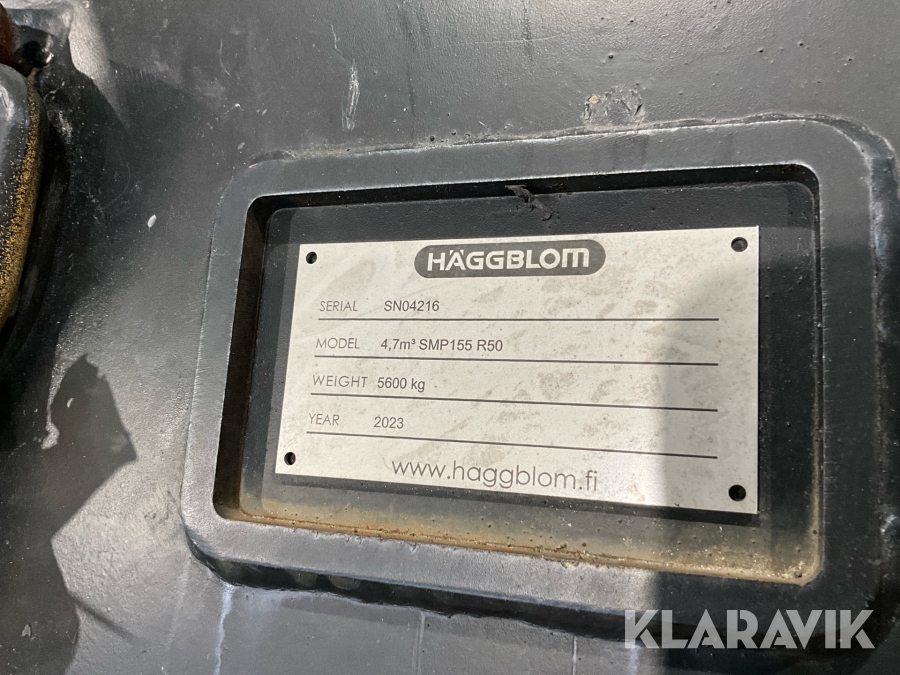 HÄGGBLOM
SERIAL SN04216
MODEL 4,7m³ SMP155 R50
WEIGHT 5600 kg
YEAR 2023
www.haggblom.fi
KLARAVIK